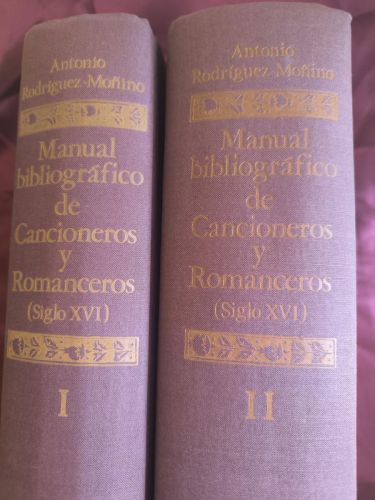 Antonio
Rodríguez-Moñino
Manual
bibliográfico
de
Cancioneros
y
Romanceros
(Siglo XVI)
I
Antonio
Rodríguez-Moñino
Manual
bibliográfico
de
Cancioneros
y
Romanceros
(Siglo XVI)
II